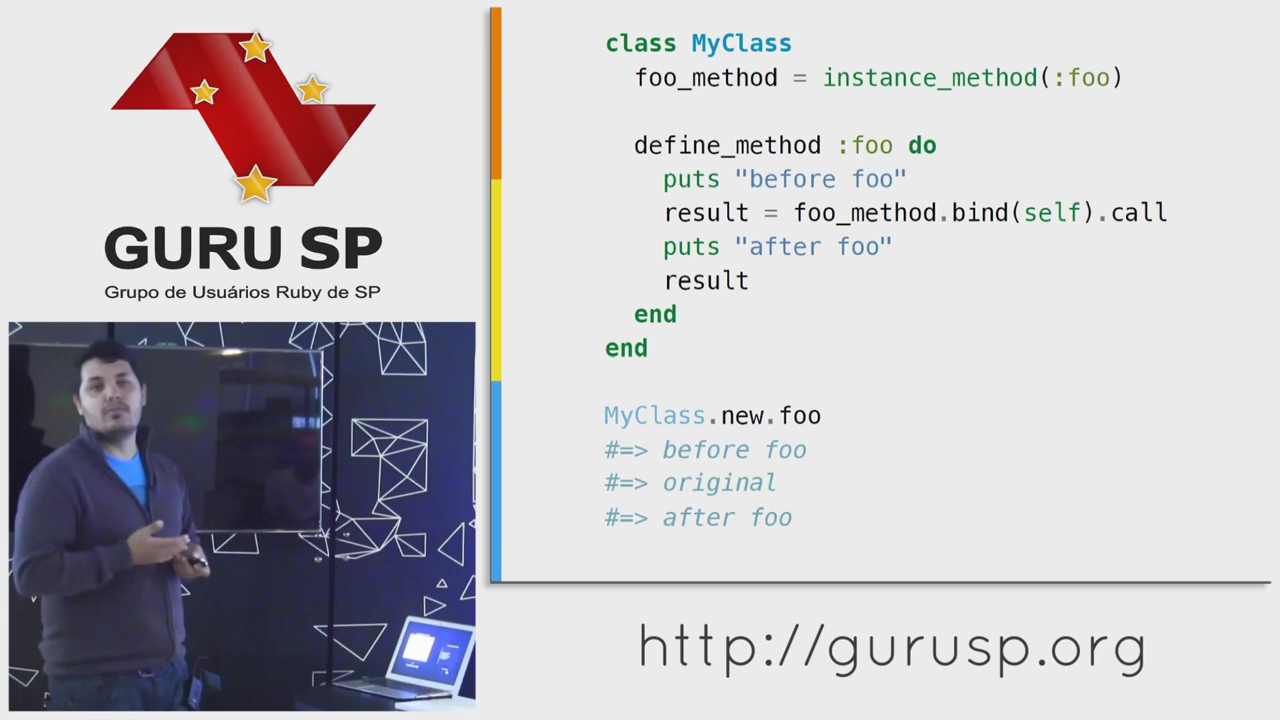 GURU SP
Grupo de Usuários Ruby de SP
class MyClass
  foo_method = instance_method(:foo)

  define_method :foo do
    puts "before foo"
    result = foo_method.bind(self).call
    puts "after foo"
    result
  end
end

MyClass.new.foo
#=> before foo
#=> original
#=> after foo
http://gurusp.org